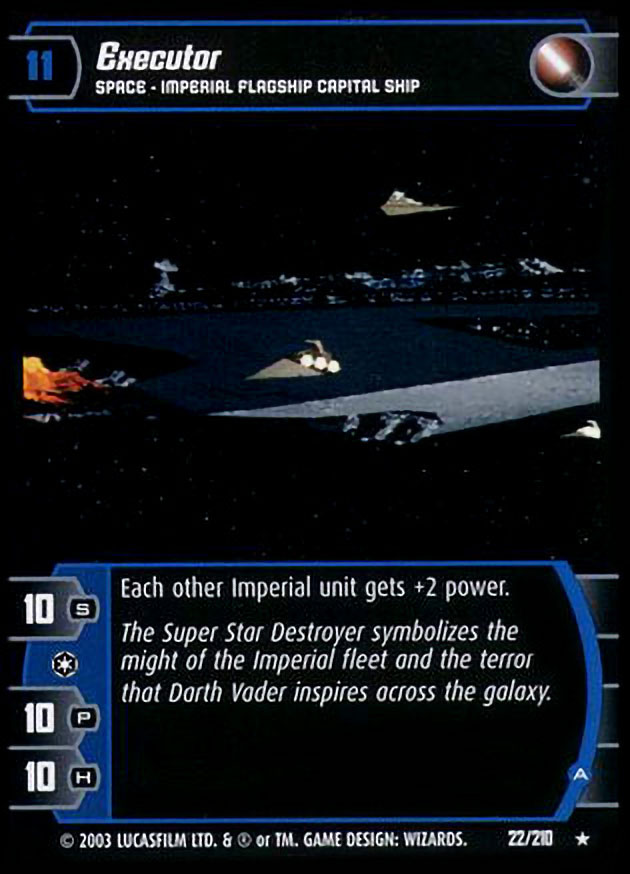 11
Executor
SPACE - IMPERIAL FLAGSHIP CAPITAL SHIP
Each other Imperial unit gets +2 power.
The Super Star Destroyer symbolizes the
might of the Imperial fleet and the terror
that Darth Vader inspires across the galaxy.
10 S
10 P
10 H
A
© 2003 LUCASFILM LTD. & ® or TM. GAME DESIGN: WIZARDS. 22/210 ★